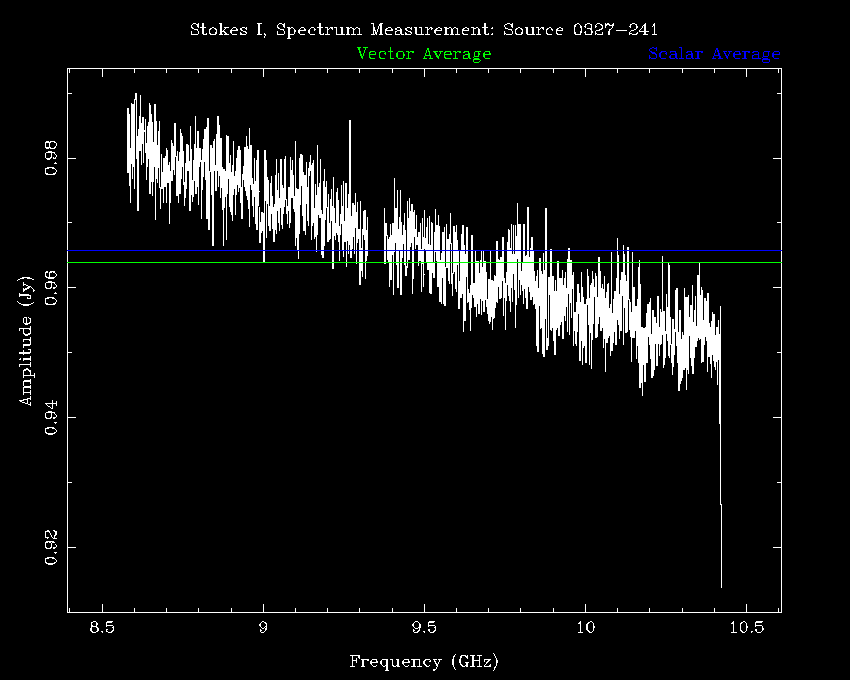 Stokes I, Spectrum Measurement: Source 0327−241
Vector Average
Scalar Average
0.98
0.96
0.94
0.92
Amplitude (Jy)
8.5
9
9.5
10
10.5
Frequency (GHz)